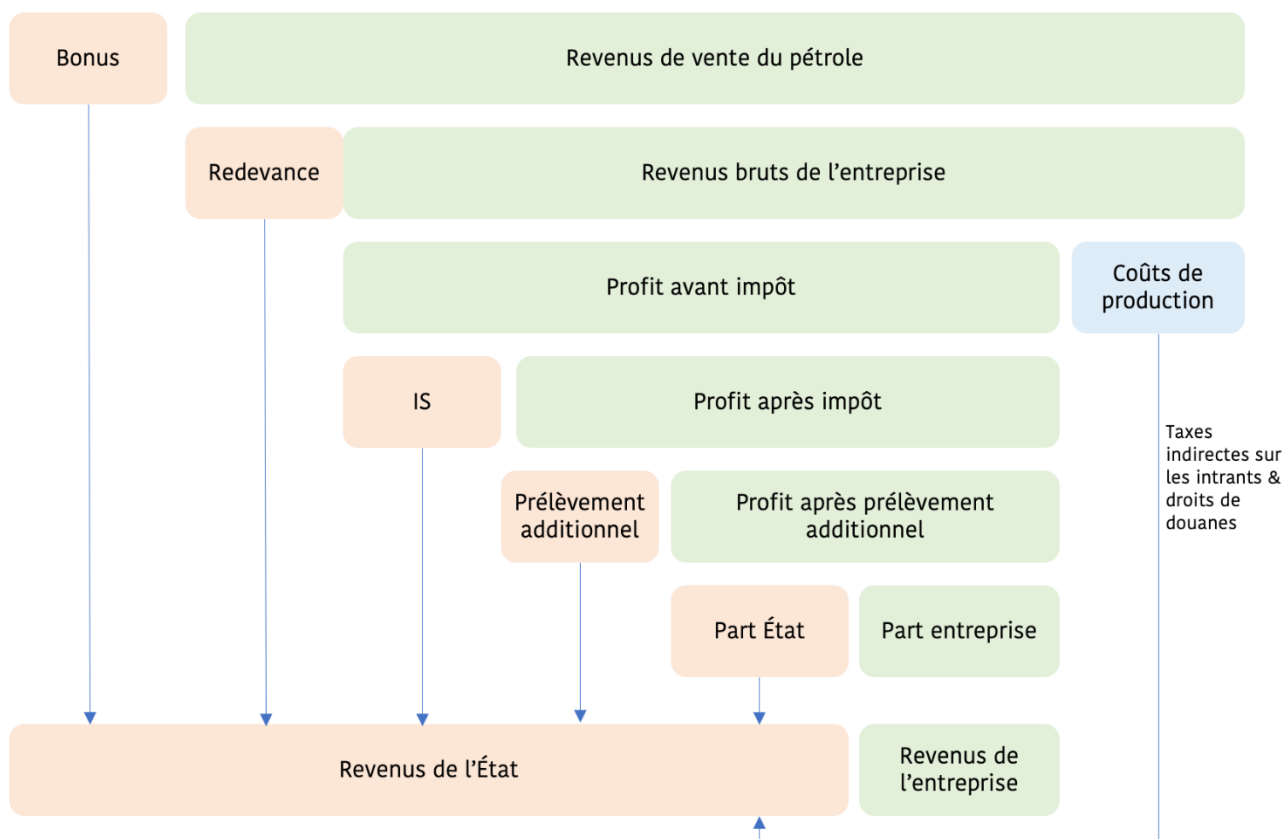 Bonus
Revenus de vente du pétrole
Redevance
Revenus bruts de l’entreprise
Profit avant impôt
Coûts de
production
IS
Profit après impôt
Taxes
indirectes sur
les intrants &
droits de
douanes
Prélèvement
additionnel
Profit après prélèvement
additionnel
Part État
Part entreprise
Revenus de l’État
Revenus de
l’entreprise